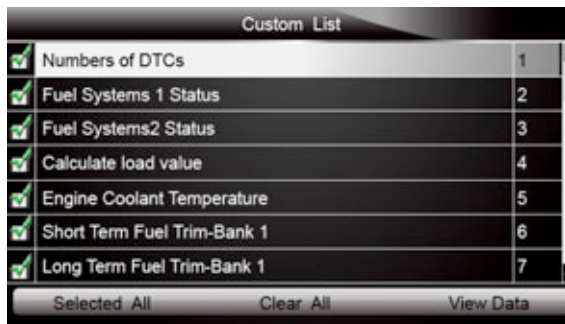 Custom List
Numbers of DTCs 1
Fuel Systems 1 Status 2
Fuel Systems2 Status 3
Calculate load value 4
Engine Coolant Temperature 5
Short Term Fuel Trim-Bank 1 6
Long Term Fuel Trim-Bank 1 7
Selected All Clear All View Data